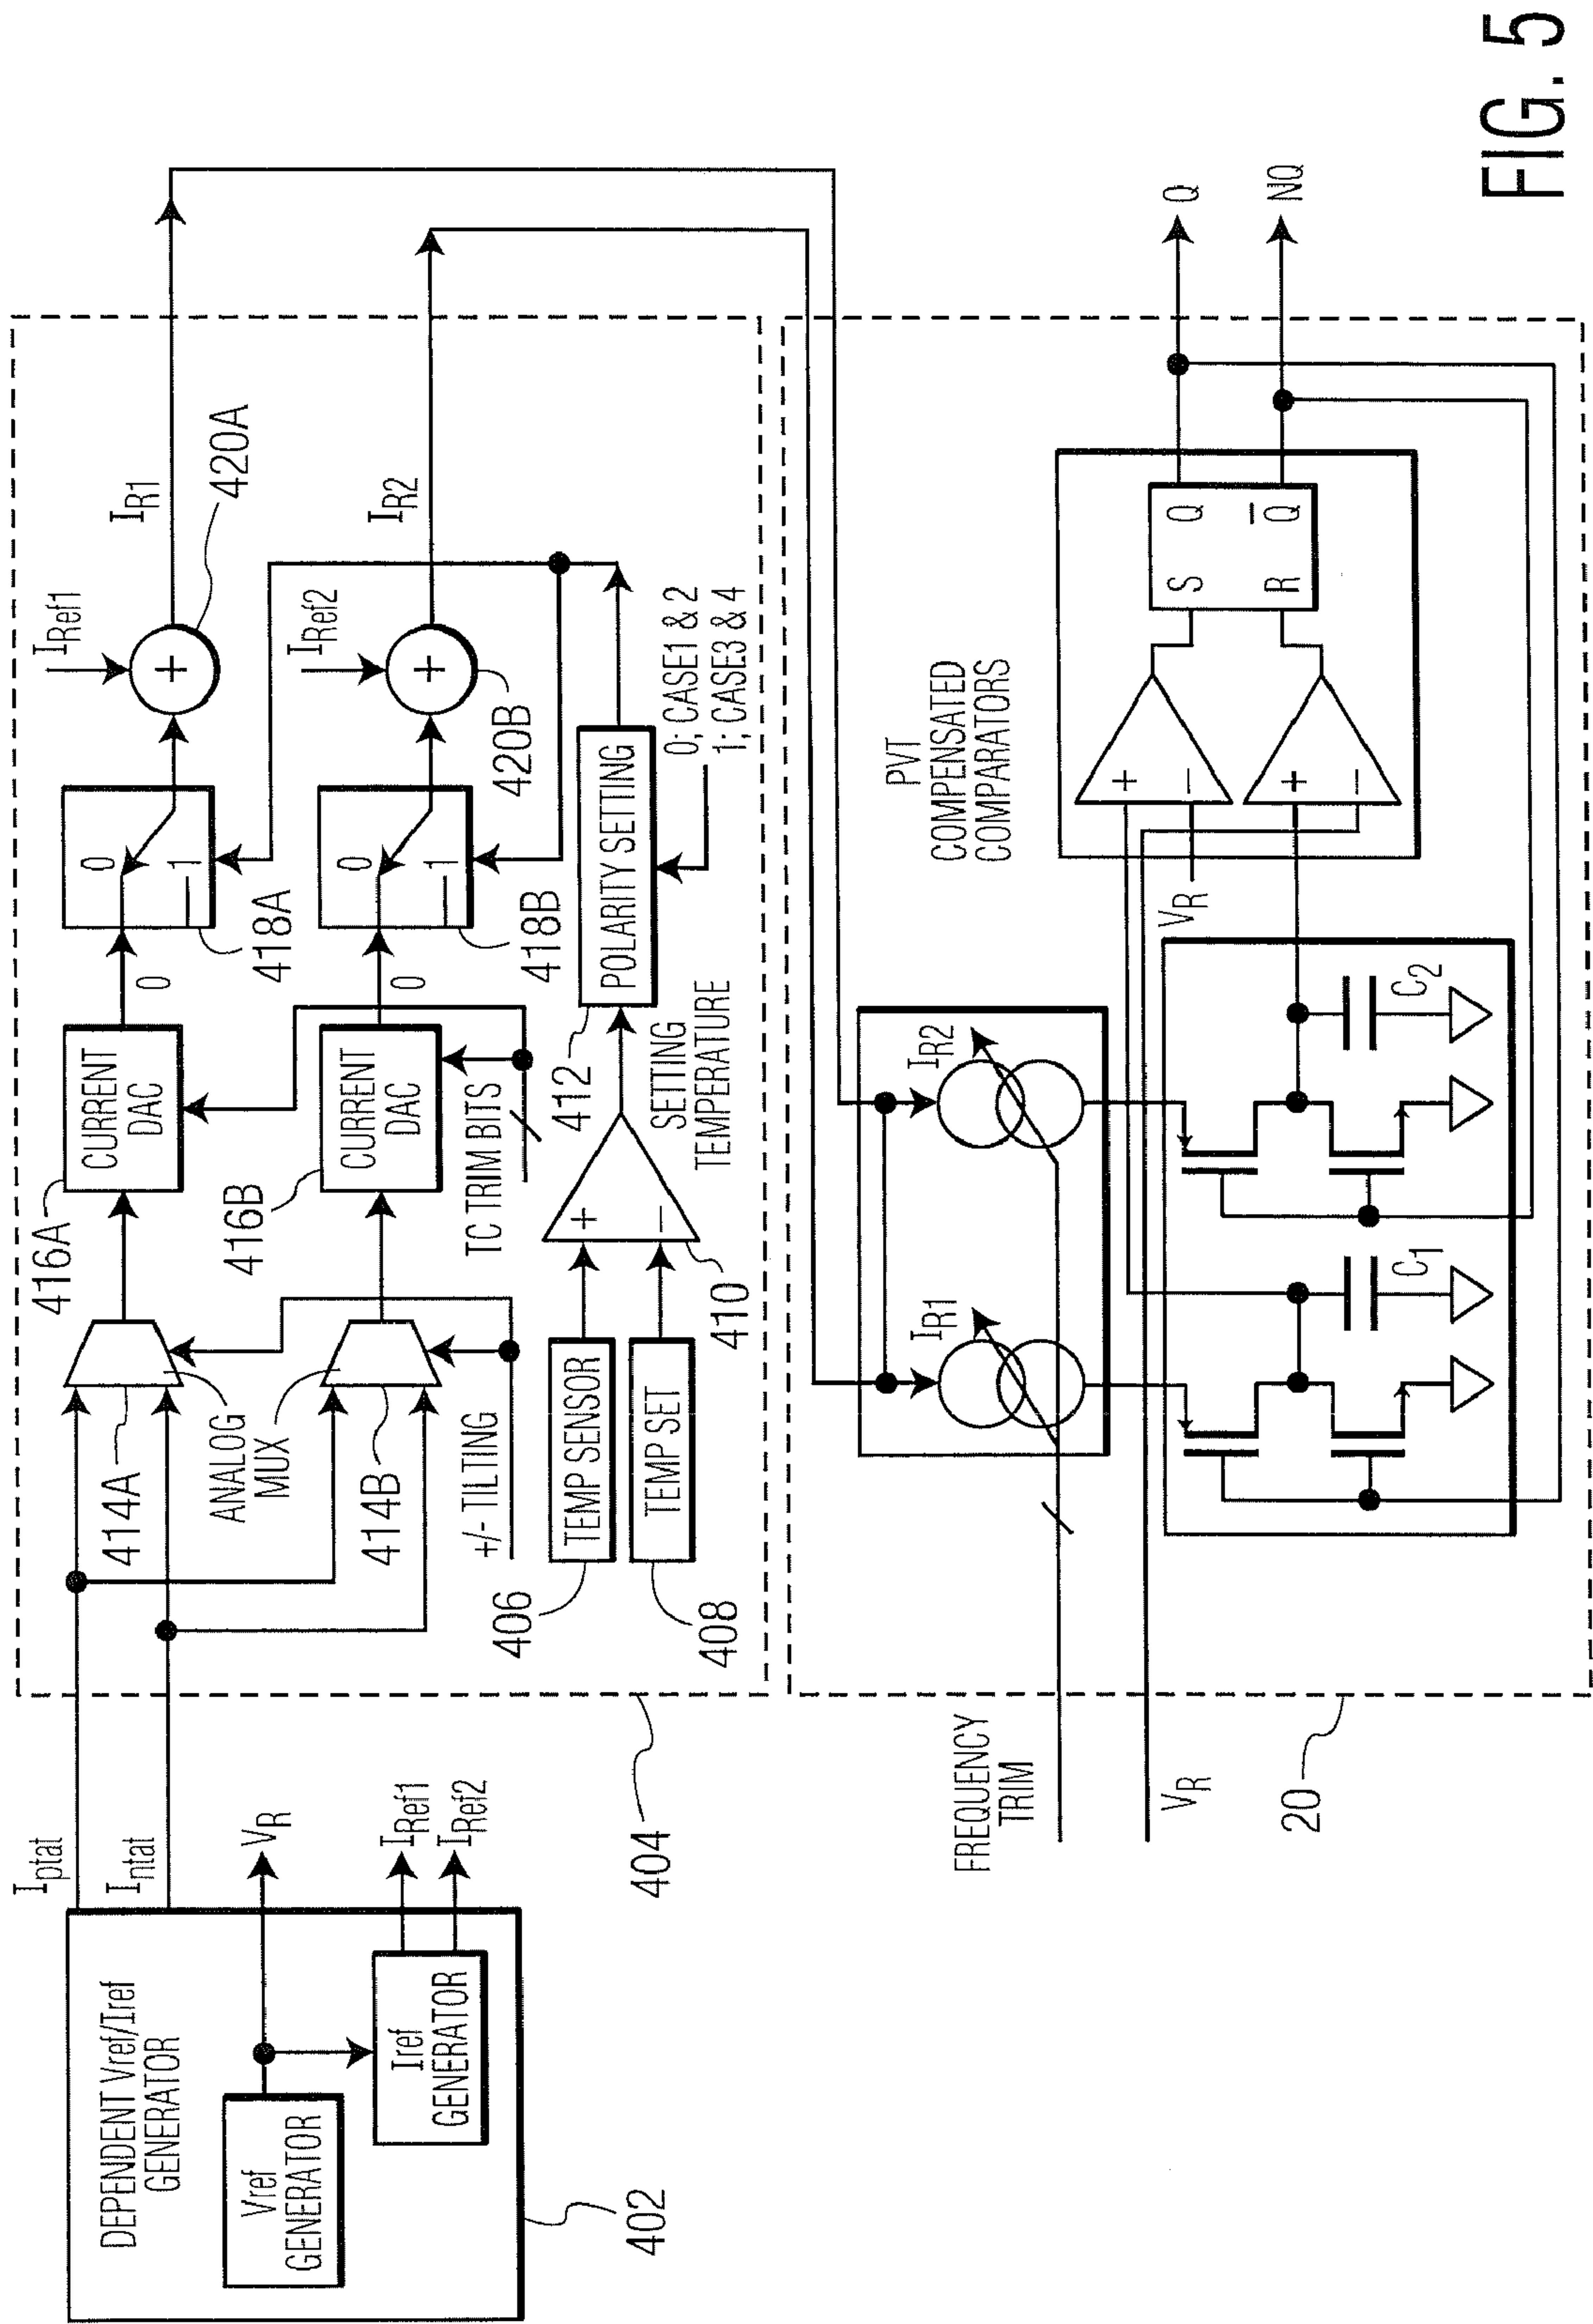 DEPENDENT Vref/Iref
GENERATOR
Vref
GENERATOR
Iref
GENERATOR
402
Iptat
Intat
VR
IRef1
IRef2
404
414A
ANALOG
MUX
414B
+/- TILTING
TEMP SENSOR
406
TEMP SET
408
416A
CURRENT
DAC
0
416B
CURRENT
DAC
0
TC TRIM BITS
+
−
410
SETTING
TEMPERATURE
412
POLARITY SETTING
0; CASE1 & 2
1; CASE3 & 4
0
1
418A
0
1
418B
IRef1
+
420A
IR1
IRef2
+
420B
IR2
FREQUENCY
TRIM
VR
20
IR1
IR2
C1
C2
PVT
COMPENSATED
COMPARATORS
VR
+
−
+
−
S Q
R Q̅
Q
NQ
FIG. 5